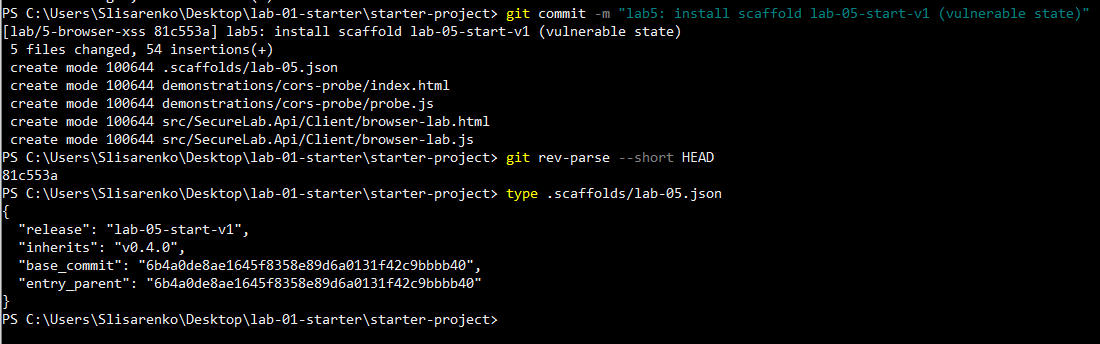 PS C:\Users\Slisarenko\Desktop\lab-01-starter\starter-project> git commit -m "lab5: install scaffold lab-05-start-v1 (vulnerable state)"
[lab/5-browser-xss 81c553a] lab5: install scaffold lab-05-start-v1 (vulnerable state)
 5 files changed, 54 insertions(+)
 create mode 100644 .scaffolds/lab-05.json
 create mode 100644 demonstrations/cors-probe/index.html
 create mode 100644 demonstrations/cors-probe/probe.js
 create mode 100644 src/SecureLab.Api/Client/browser-lab.html
 create mode 100644 src/SecureLab.Api/Client/browser-lab.js
PS C:\Users\Slisarenko\Desktop\lab-01-starter\starter-project> git rev-parse --short HEAD
81c553a
PS C:\Users\Slisarenko\Desktop\lab-01-starter\starter-project> type .scaffolds/lab-05.json
{
  "release": "lab-05-start-v1",
  "inherits": "v0.4.0",
  "base_commit": "6b4a0de8ae1645f8358e89d6a0131f42c9bbbb40",
  "entry_parent": "6b4a0de8ae1645f8358e89d6a0131f42c9bbbb40"
}
PS C:\Users\Slisarenko\Desktop\lab-01-starter\starter-project>